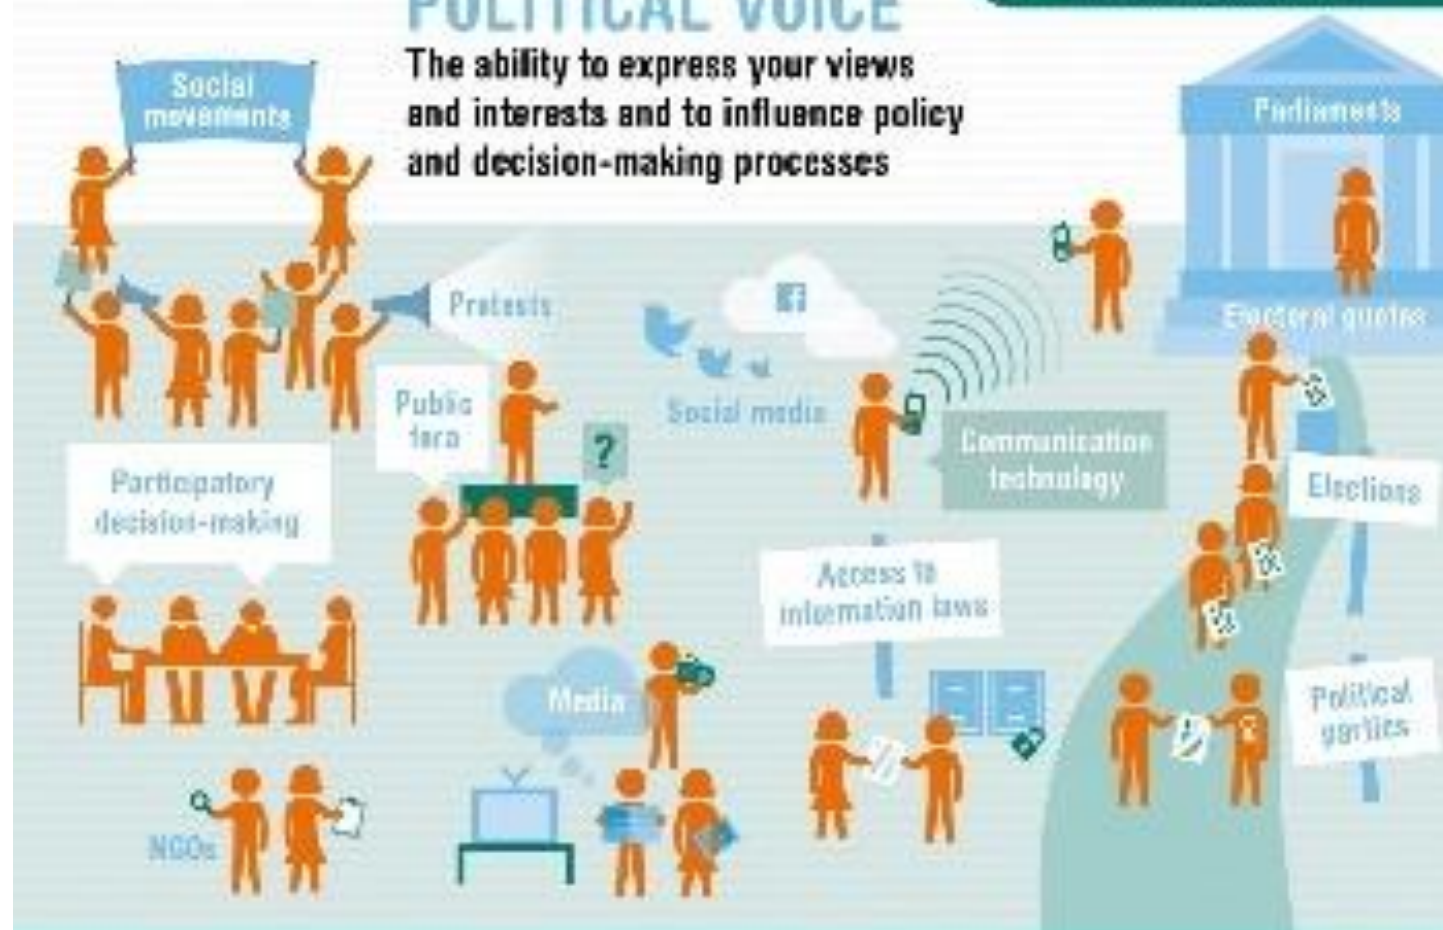 POLITICAL VOICE
The ability to express your views
and interests and to influence policy
and decision-making processes
Social
movements
Parliaments
Protests
Electoral quotas
Public
fora
?
Social media
Communication
technology
Participatory
decision-making
Elections
Access to
information laws
Media
Political
parties
NGOs